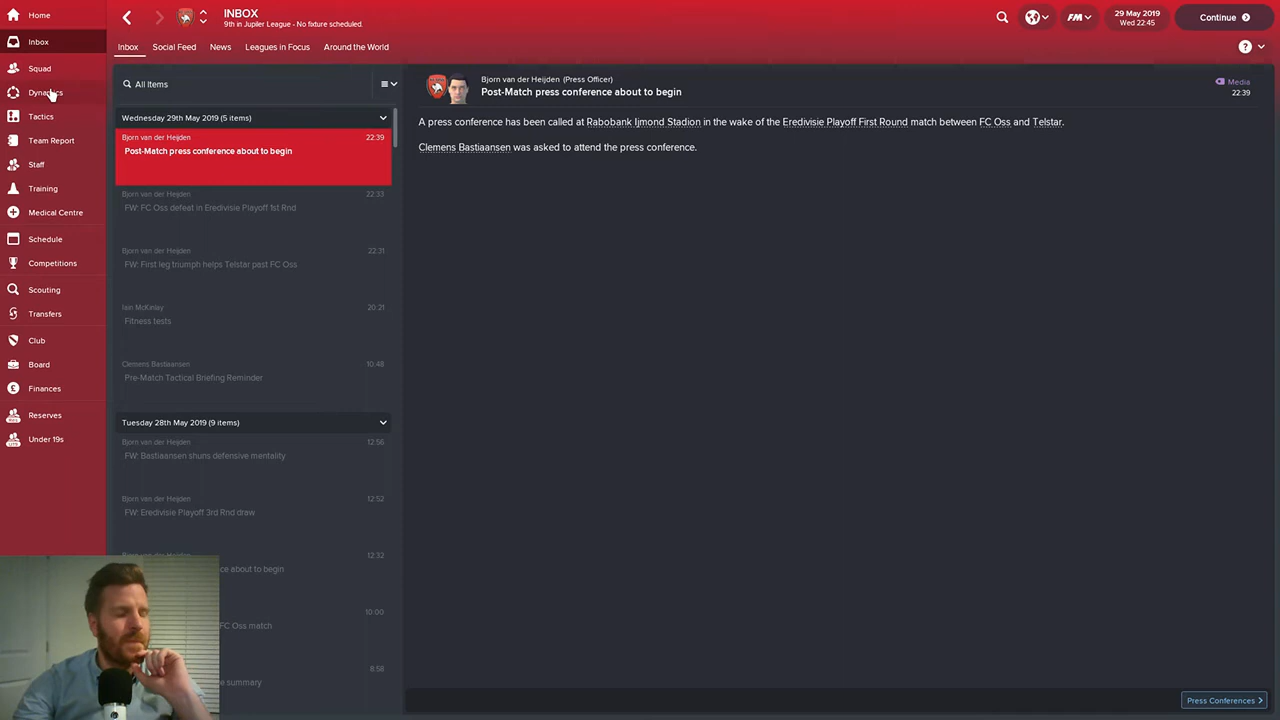 Home
Inbox
Squad
Dynamics
Tactics
Team Report
Staff
Training
Medical Centre
Schedule
Competitions
Scouting
Transfers
Club
Board
Finances
Reserves
Under 19s
INBOX
9th in Jupiler League - No fixture scheduled.
FM
29 May 2019
Wed 22:45
Continue
Inbox
Social Feed
News
Leagues in Focus
Around the World
?
All Items
Wednesday 29th May 2019 (5 items)
Bjorn van der Heijden 22:39
Post-Match press conference about to begin
Bjorn van der Heijden 22:33
FW: FC Oss defeat in Eredivisie Playoff 1st Rnd
Bjorn van der Heijden 22:31
FW: First leg triumph helps Telstar past FC Oss
Iain McKinlay 20:21
Fitness tests
Clemens Bastiaansen 10:48
Pre-Match Tactical Briefing Reminder
Tuesday 28th May 2019 (9 items)
Bjorn van der Heijden 12:56
FW: Bastiaansen shuns defensive mentality
Bjorn van der Heijden 12:52
FW: Eredivisie Playoff 3rd Rnd draw
12:32
ce about to begin
10:00
FC Oss match
8:58
e summary
Bjorn van der Heijden (Press Officer)
Post-Match press conference about to begin
Media
22:39
A press conference has been called at Rabobank Ijmond Stadion in the wake of the Eredivisie Playoff First Round match between FC Oss and Telstar.
Clemens Bastiaansen was asked to attend the press conference.
Press Conferences